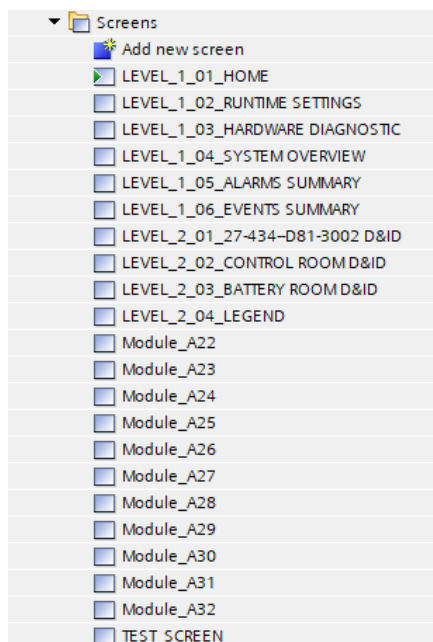 Screens
Add new screen
LEVEL_1_01_HOME
LEVEL_1_02_RUNTIME SETTINGS
LEVEL_1_03_HARDWARE DIAGNOSTIC
LEVEL_1_04_SYSTEM OVERVIEW
LEVEL_1_05_ALARMS SUMMARY
LEVEL_1_06_EVENTS SUMMARY
LEVEL_2_01_27-434--D81-3002 D&ID
LEVEL_2_02_CONTROL ROOM D&ID
LEVEL_2_03_BATTERY ROOM D&ID
LEVEL_2_04_LEGEND
Module_A22
Module_A23
Module_A24
Module_A25
Module_A26
Module_A27
Module_A28
Module_A29
Module_A30
Module_A31
Module_A32
TEST SCREEN